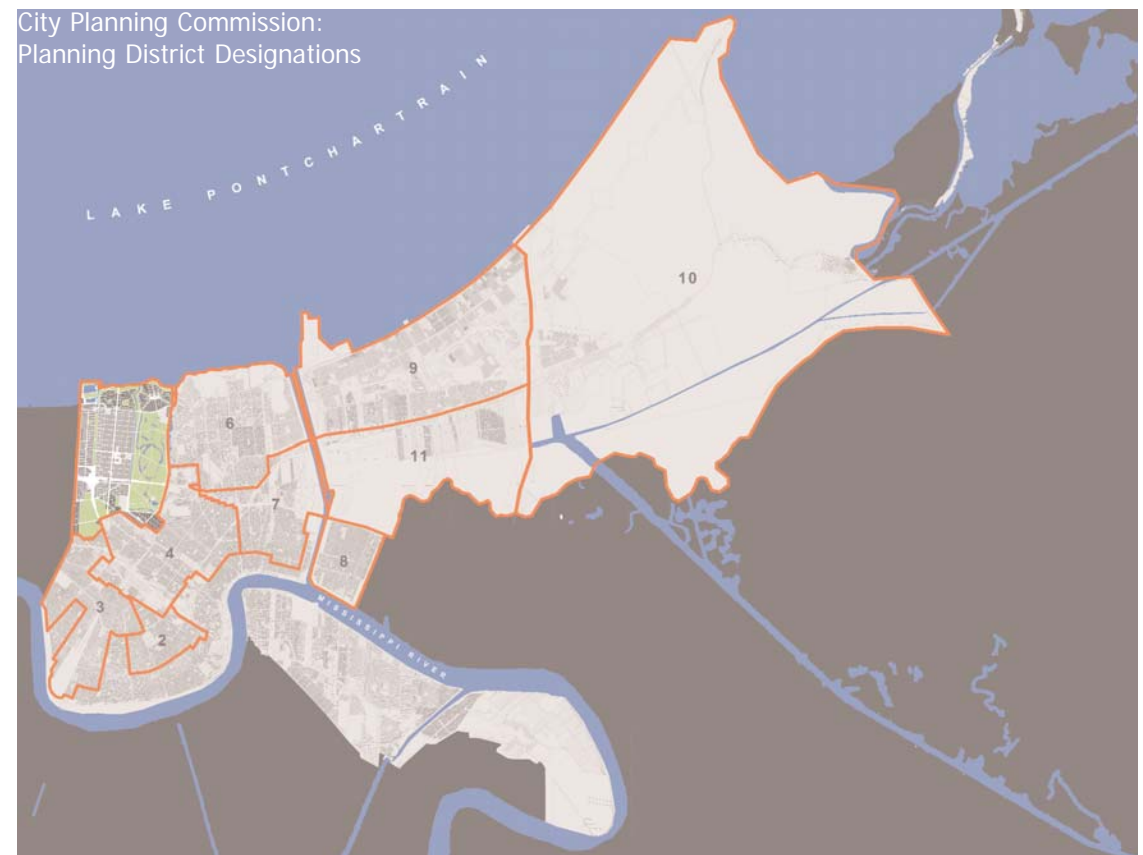 City Planning Commission:
Planning District Designations
LAKE PONTCHARTRAIN
10
9
6
11
7
5
8
4
3
2
MISSISSIPPI RIVER